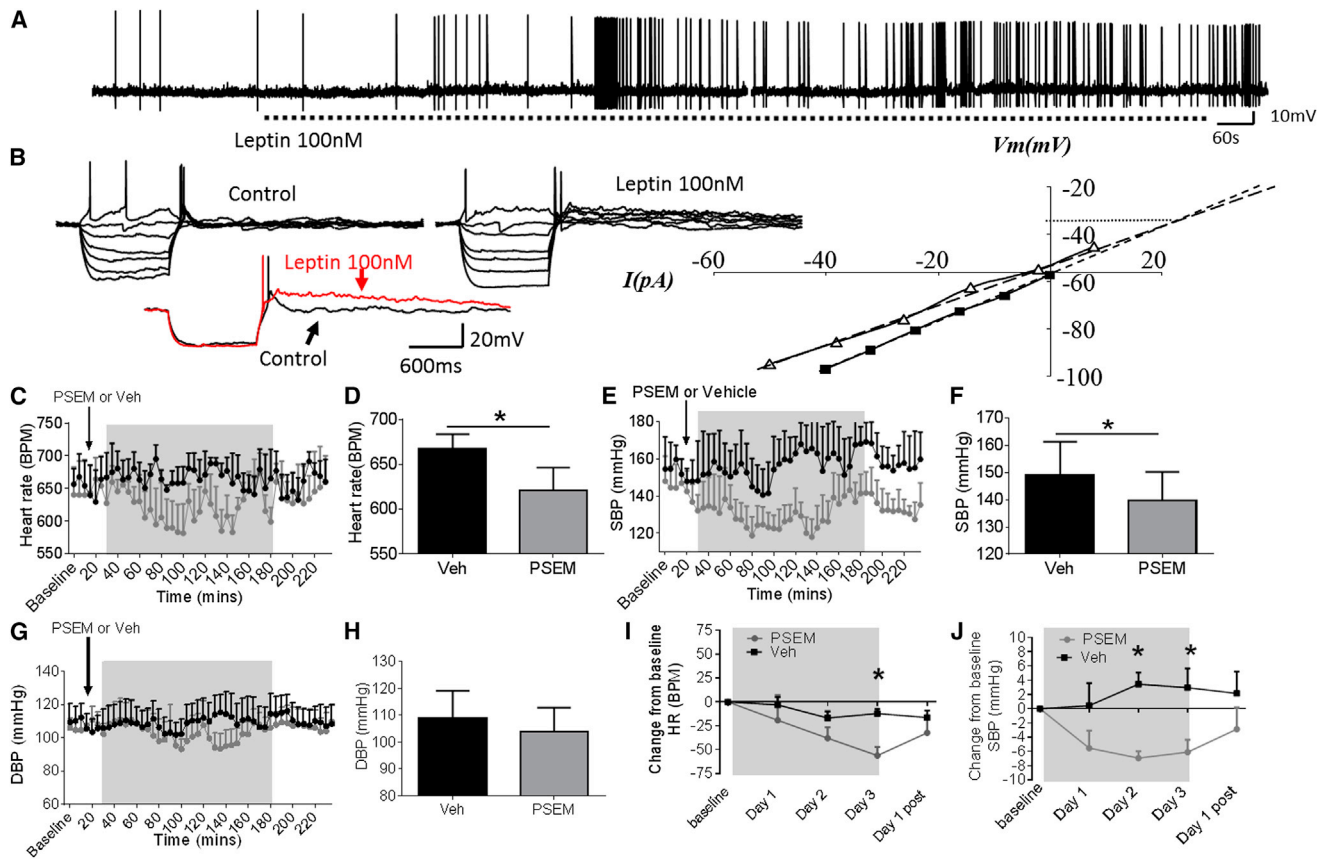 A
Leptin 100nM
60s
10mV
B
Control
Leptin 100nM
Leptin 100nM
Control
600ms
20mV
Vm(mV)
-20
-40
-60
-80
-100
-60
-20
20
I(pA)
C
PSEM or Veh
Heart rate (BPM)
750
700
650
600
550
Baseline
20
40
60
80
100
120
140
160
180
200
220
Time (mins)
D
Heart rate(BPM)
700
650
600
550
*
Veh
PSEM
E
PSEM or Vehicle
SBP (mmHg)
180
160
140
120
Baseline
20
40
60
80
100
120
140
160
180
200
220
Time (mins)
F
SBP (mmHg)
170
160
150
140
130
120
*
Veh
PSEM
G
PSEM or Veh
DBP (mmHg)
140
120
100
80
60
Baseline
20
40
60
80
100
120
140
160
180
200
220
Time (mins)
H
DBP (mmHg)
130
120
110
100
90
80
Veh
PSEM
I
Change from baseline
HR (BPM)
75
50
25
0
-25
-50
-75
PSEM
Veh
*
baseline
Day 1
Day 2
Day 3
Day 1 post
J
Change from baseline
SBP (mmHg)
10
8
6
4
2
0
-2
-4
-6
-8
-10
PSEM
Veh
*
*
baseline
Day 1
Day 2
Day 3
Day 1 post